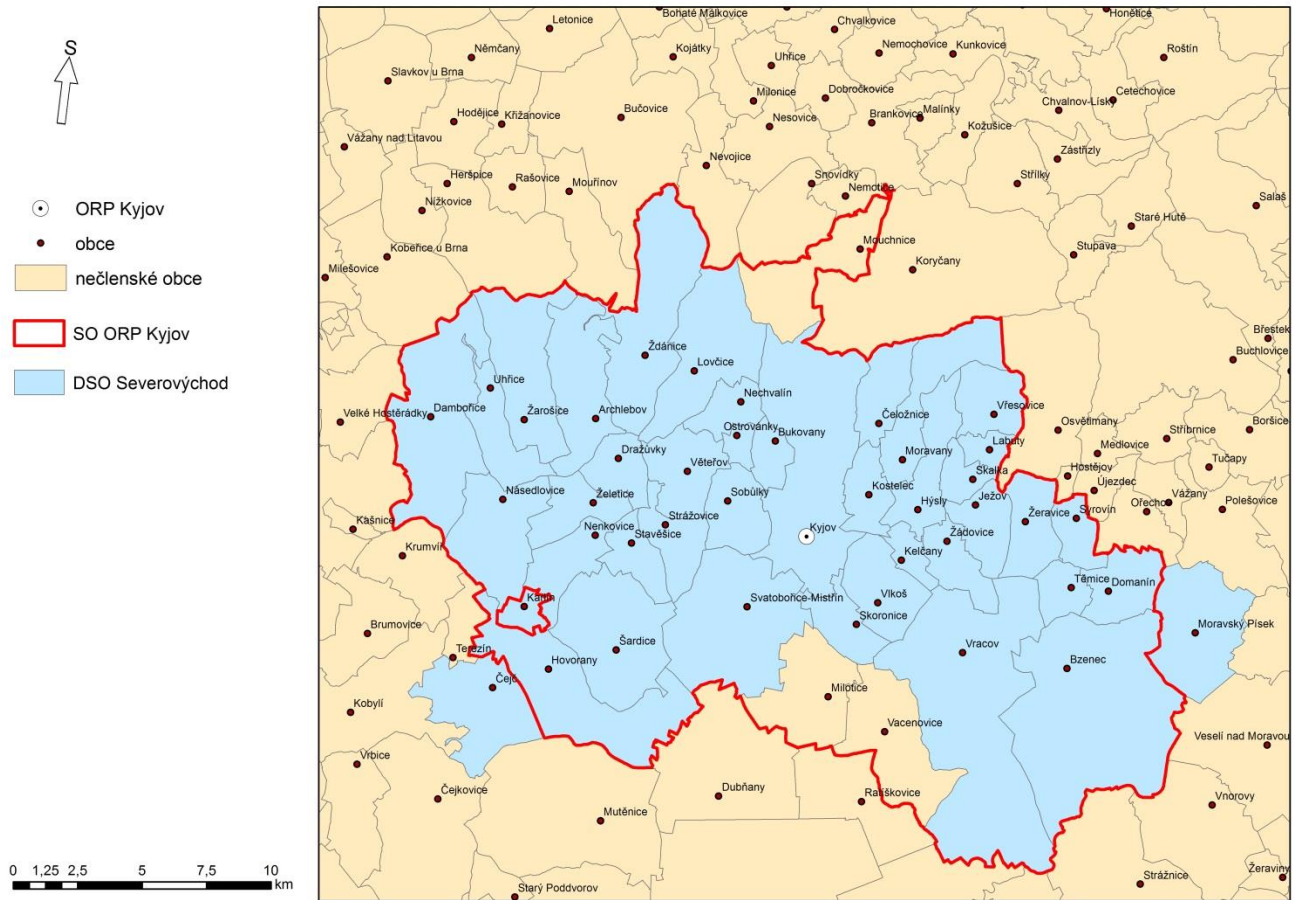 S
ORP Kyjov
obce
nečlenské obce
SO ORP Kyjov
DSO Severovýchod
0 1,25 2,5 5 7,5 10
km
Letonice
Bohaté Málkovice
Chvalkovice
Honětice
Němčany
Kojátky
Uhřice
Nemochovice
Kunkovice
Roštín
Slavkov u Brna
Milonice
Dobročkovice
Cetechovice
Hodějice
Křižanovice
Bučovice
Nesovice
Brankovice
Malínky
Chvalnov-Lísky
Kožušice
Vážany nad Litavou
Nevojice
Zástřizly
Heršpice
Rašovice
Mouřínov
Snovídky
Nemotice
Střílky
Nížkovice
Salaš
Staré Hutě
Kobeřice u Brna
Mouchnice
Stupava
Milešovice
Koryčany
Břestek
Ždánice
Buchlovice
Lovčice
Uhřice
Nechvalín
Velké Hostěrádky
Dambořice
Žarošice
Archlebov
Čeložnice
Vřesovice
Ostrovánky
Bukovany
Osvětimany
Stříbrnice
Boršice
Dražůvky
Moravany
Labuty
Medlovice
Věteřov
Skalka
Hostějov
Tučapy
Násedlovice
Želetice
Sobůlky
Kostelec
Újezdec
Ježov
Vážany
Hýsly
Ořechov
Polešovice
Kašnice
Nenkovice
Strážovice
Stavěšice
Kyjov
Žádovice
Žeravice
Syrovín
Krumvíř
Kelčany
Těmice
Domanín
Karlín
Svatobořice-Mistřín
Vlkoš
Skoronice
Brumovice
Moravský Písek
Terezín
Šardice
Hovorany
Vracov
Bzenec
Čejč
Milotice
Kobylí
Vacenovice
Veselí nad Moravou
Vrbice
Čejkovice
Dubňany
Ratíškovice
Vnorovy
Mutěnice
Starý Poddvorov
Strážnice
Žeraviny